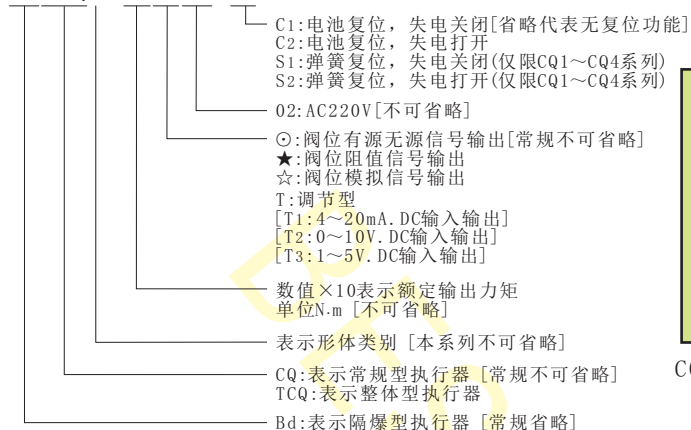 C1:电池复位，失电关闭[省略代表无复位功能]
C2:电池复位，失电打开
S1:弹簧复位，失电关闭(仅限CQ1～CQ4系列)
S2:弹簧复位，失电打开(仅限CQ1～CQ4系列)
02:AC220V[不可省略]
⊙:阀位有源无源信号输出[常规不可省略]
★:阀位阻值信号输出
☆:阀位模拟信号输出
T:调节型
[T1:4～20mA.DC输入输出]
[T2:0～10V.DC输入输出]
[T3:1～5V.DC输入输出]
数值×10表示额定输出力矩
单位N.m [不可省略]
表示形体类别 [本系列不可省略]
CQ:表示常规型执行器 [常规不可省略]
TCQ:表示整体型执行器
Bd:表示隔爆型执行器 [常规省略]